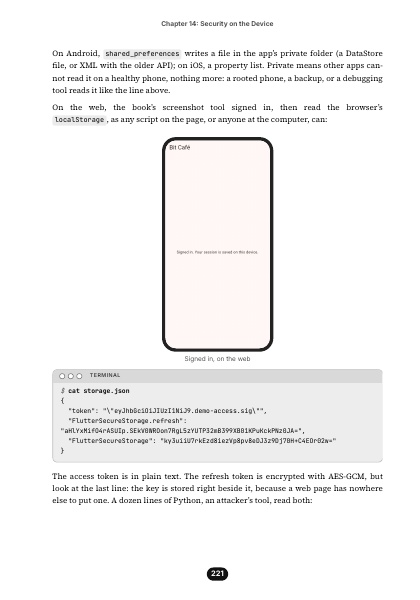 Chapter 14: Security on the Device
On Android, shared_preferences writes a file in the app's private folder (a DataStore
file, or XML with the older API); on iOS, a property list. Private means other apps can-
not read it on a healthy phone, nothing more: a rooted phone, a backup, or a debugging
tool reads it like the line above.
On the web, the book's screenshot tool signed in, then read the browser's
localStorage, as any script on the page, or anyone at the computer, can:
Bit Café
Signed in. Your session is saved on this device.
Signed in, on the web
TERMINAL
# cat storage.json
{
"token": "\"eyJhbGciOiJIUzI1NiJ9.demo-access.sig\"",
"FlutterSecureStorage.refresh":
"FlutterSecureStorage":
}
The access token is in plain text. The refresh token is encrypted with AES-GCM, but
look at the last line: the key is stored right beside it, because a web page has nowhere
else to put one. A dozen lines of Python, an attacker's tool, read both:
221